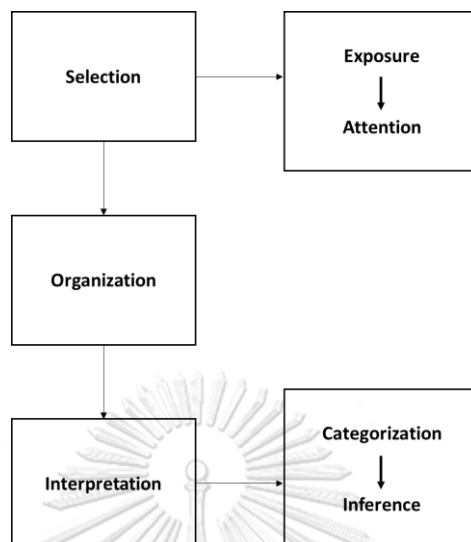 Selection
Exposure
Attention
Organization
Interpretation
Categorization
Inference